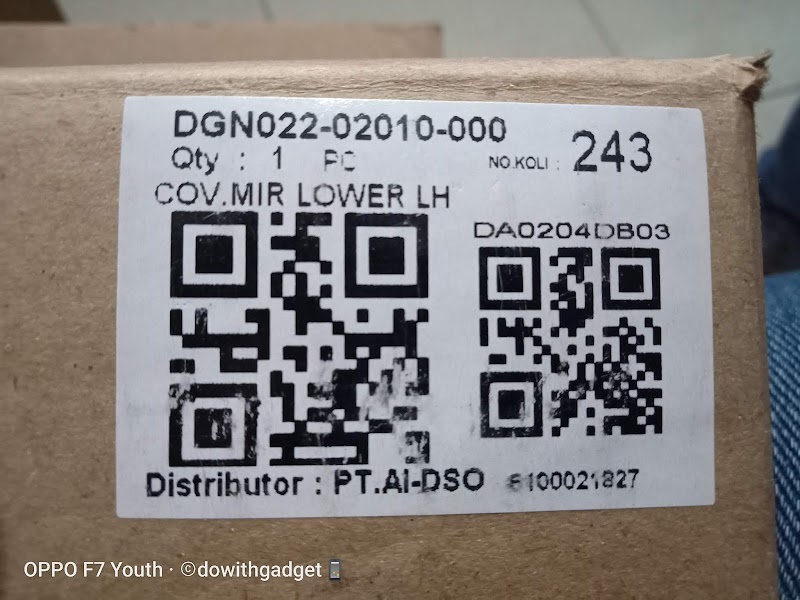 DGN022-02010-000
Qty : 1 PC
NO.KOLI : 243
COV.MIR LOWER LH
DA0204DB03
Distributor : PT.AI-DSO 6100021827
OPPO F7 Youth · ©dowithgadget